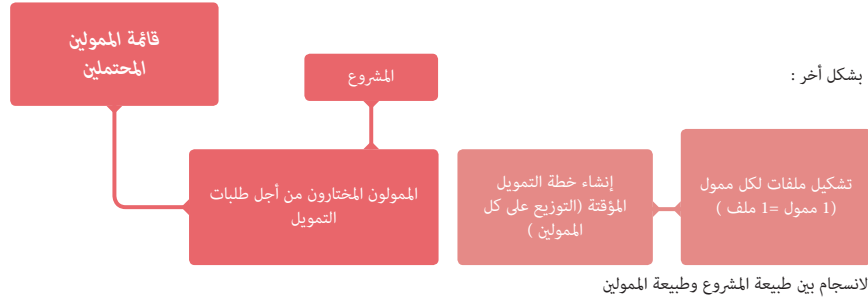 بشكل أخر :
قائمة الممولين
المحتملين
المشروع
الممولون المختارون من أجل طلبات
التمويل
إنشاء خطة التمويل
المؤقتة (التوزيع على كل
الممولين )
تشكيل ملفات لكل ممول
(1 ممول =1 ملف )
لانسجام بين طبيعة المشروع وطبيعة الممولين